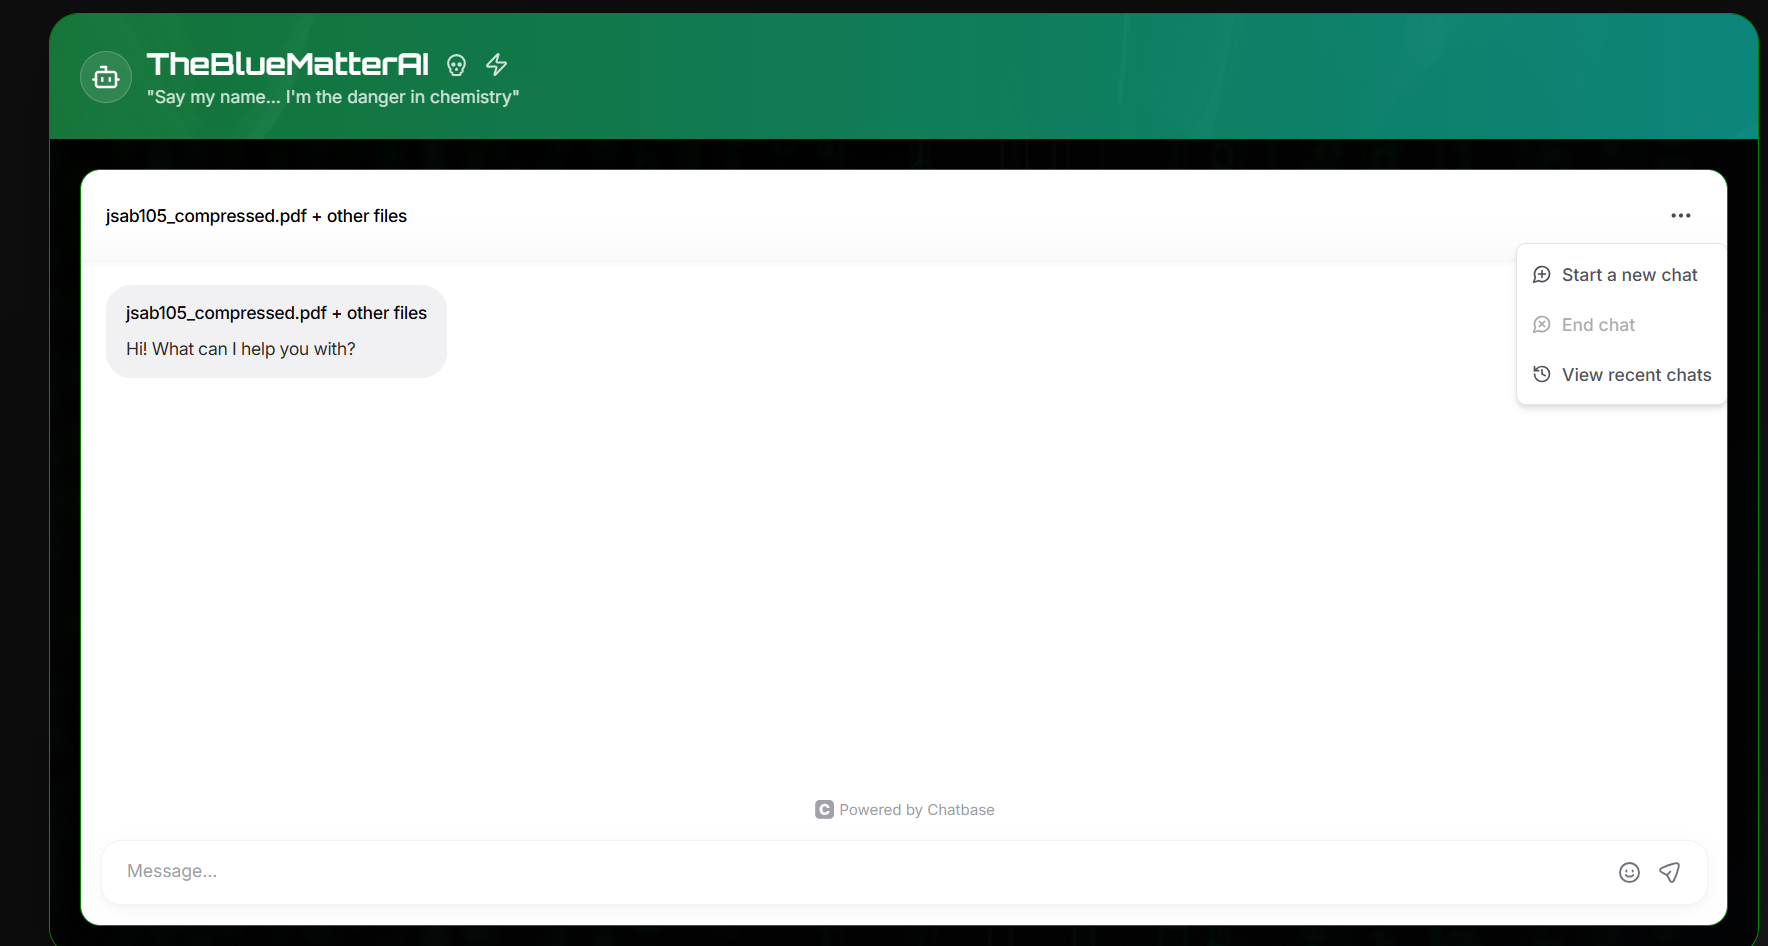 TheBlueMatterAI
"Say my name... I'm the danger in chemistry"
jsab105_compressed.pdf + other files
Start a new chat
End chat
View recent chats
jsab105_compressed.pdf + other files
Hi! What can I help you with?
C Powered by Chatbase
Message...